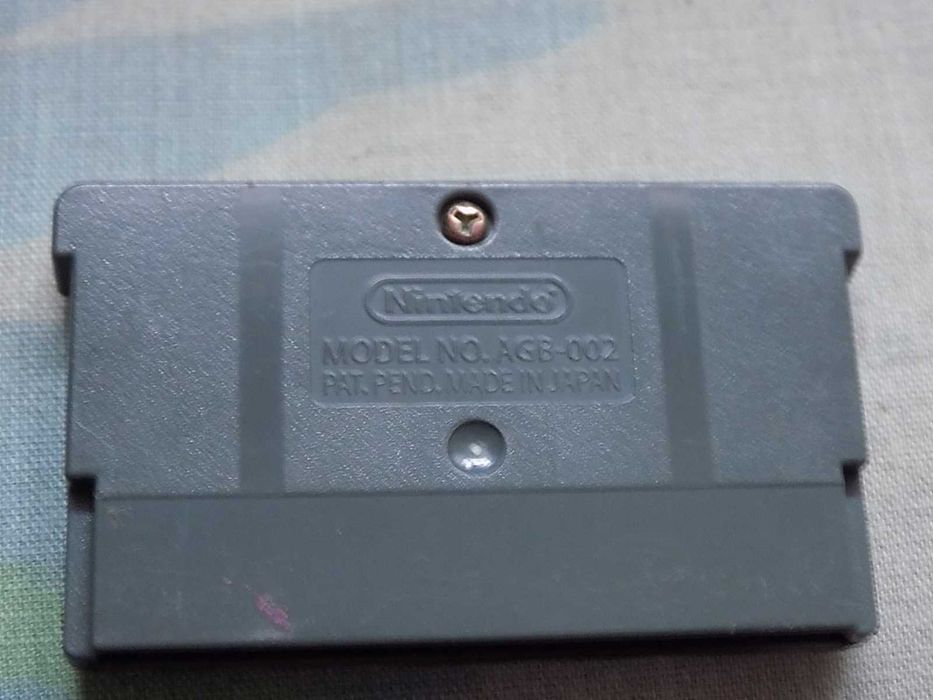 Nintendo
MODEL NO. AGB-002
PAT. PEND. MADE IN JAPAN